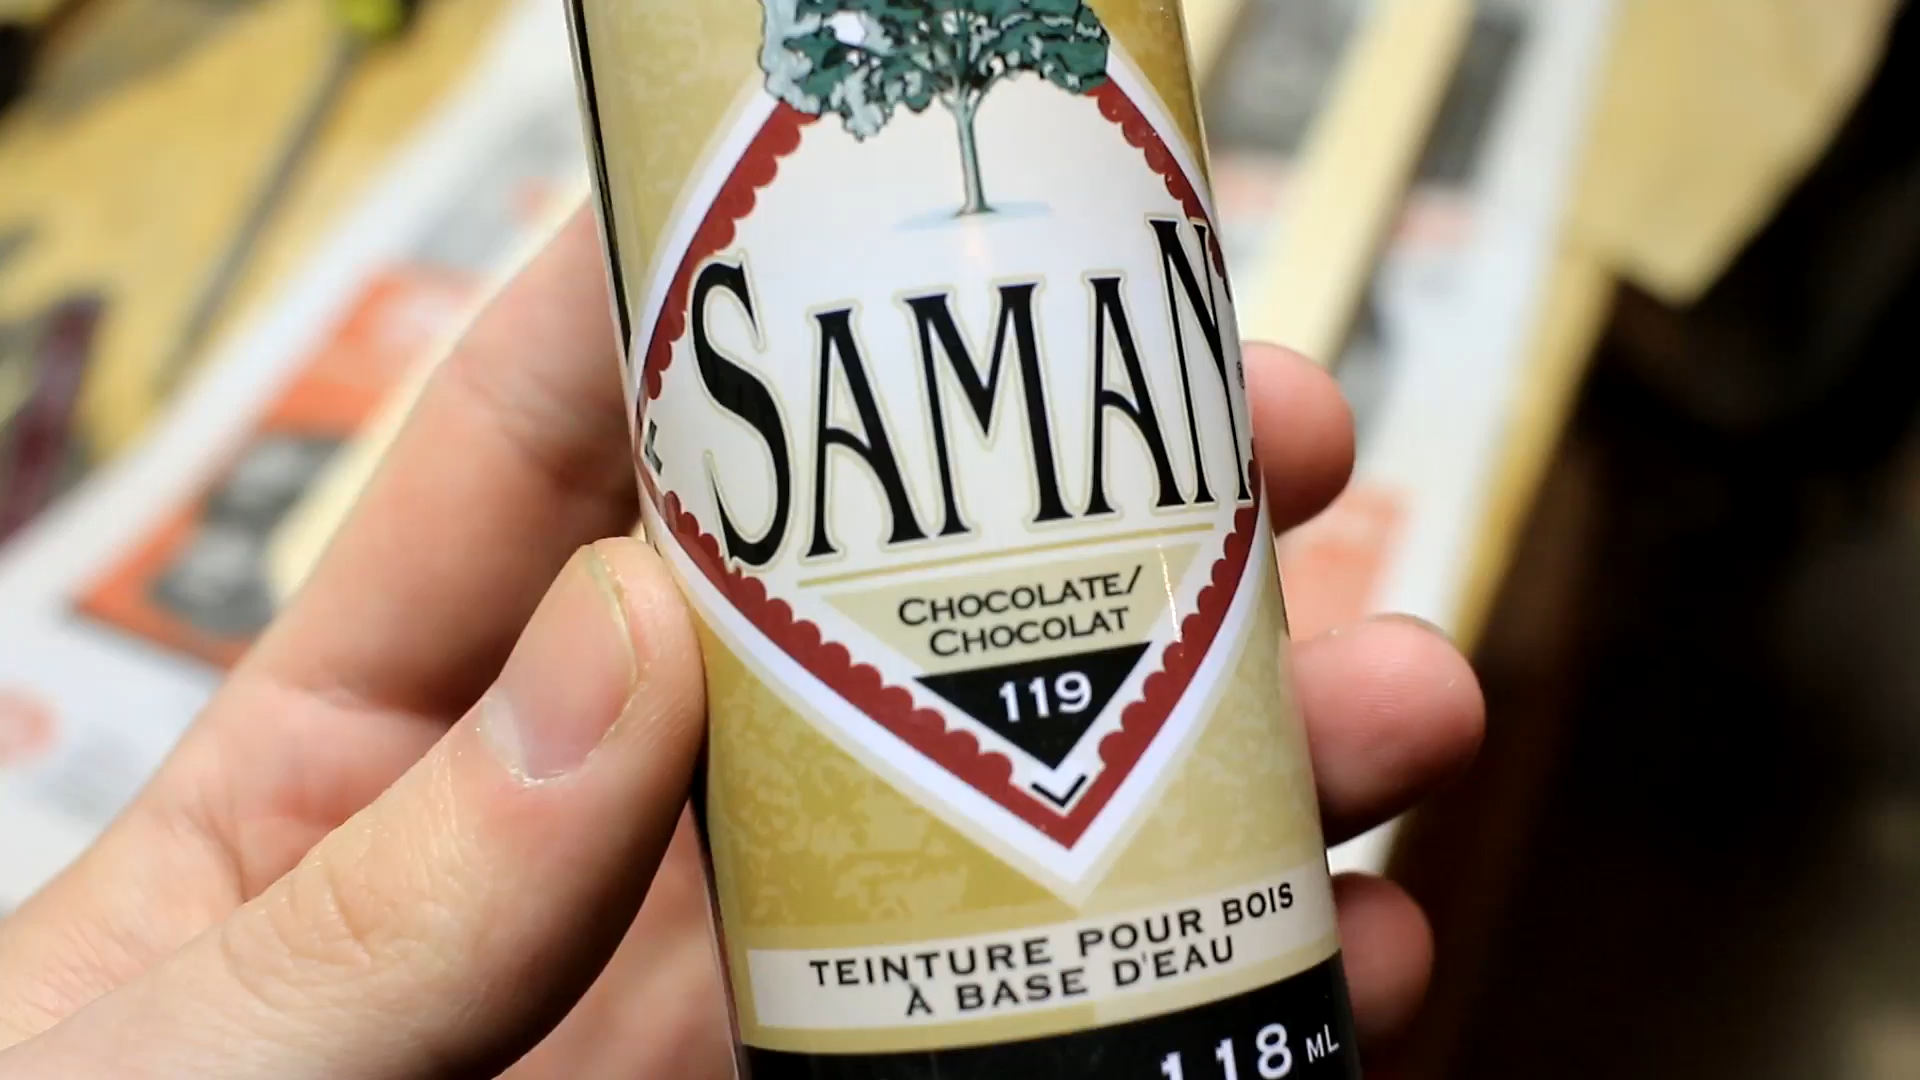 SAMAN
CHOCOLATE/
CHOCOLAT
119
TEINTURE POUR BOIS
À BASE D'EAU
118 ML